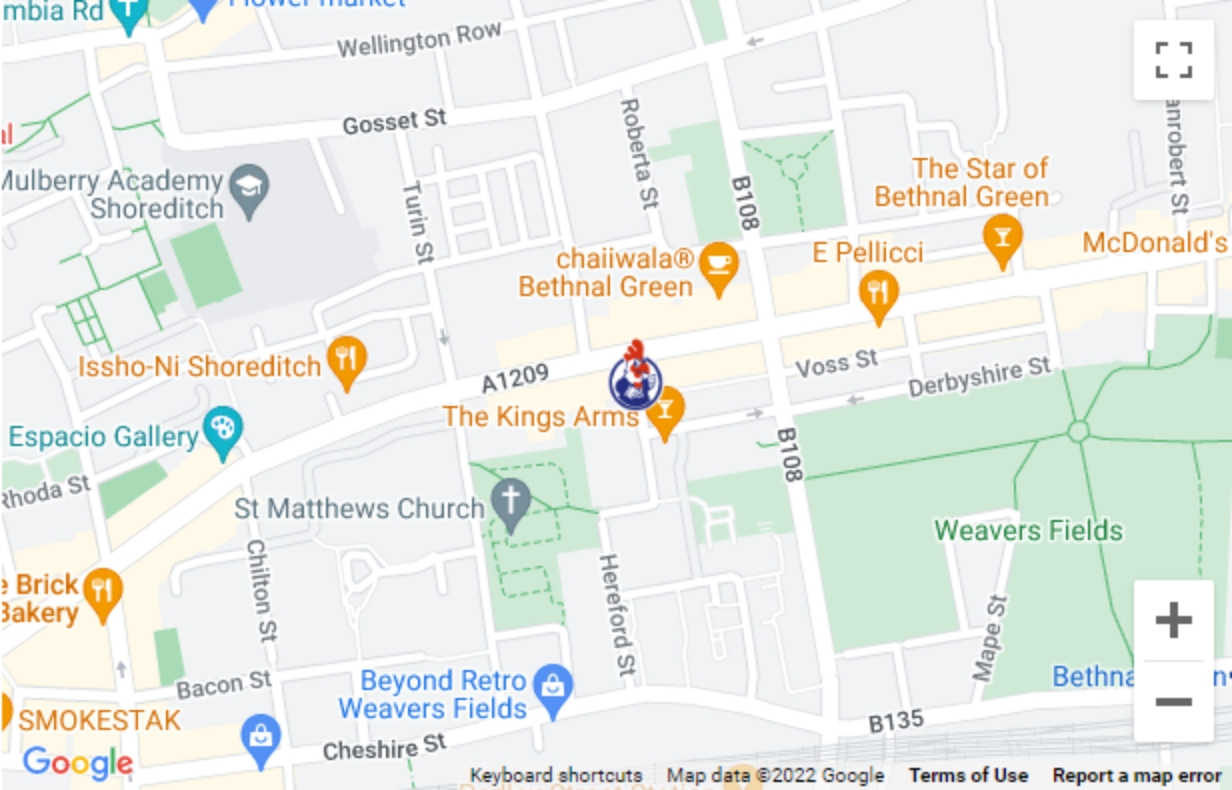 mbia Rd
Flower market
Wellington Row
Gosset St
Roberta St
anrobert St
Mulberry Academy
Shoreditch
Turin St
B108
The Star of
Bethnal Green
McDonald's
E Pellicci
chaiiwala®
Bethnal Green
Issho-Ni Shoreditch
A1209
Voss St
Derbyshire St
The Kings Arms
Espacio Gallery
B108
Rhoda St
St Matthews Church
Weavers Fields
Chilton St
Hereford St
e Brick
Bakery
Mape St
Bacon St
Beyond Retro
Weavers Fields
Bethna
SMOKESTAK
B135
Cheshire St
Google
Keyboard shortcuts
Map data ©2022 Google
Terms of Use
Report a map error